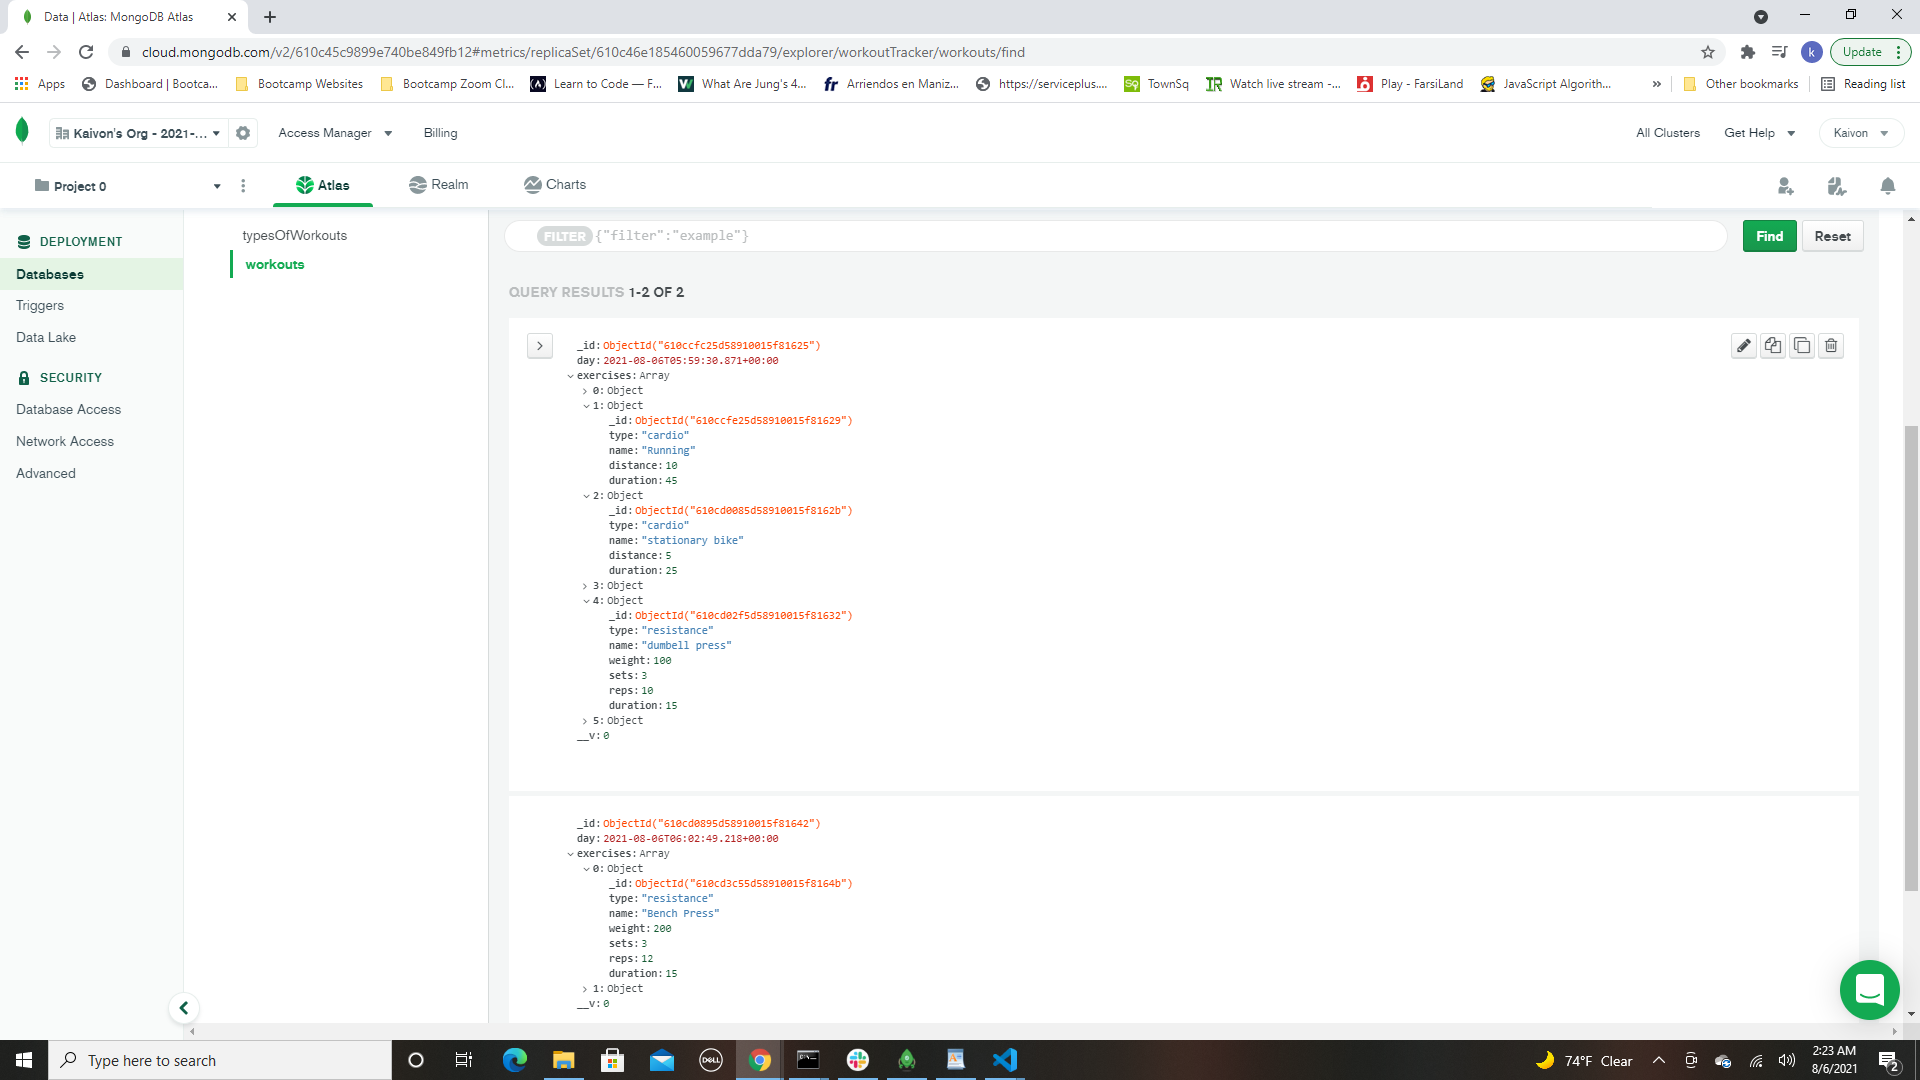 Data | Atlas: MongoDB Atlas
cloud.mongodb.com/v2/610c45c9899e740be849fb12#metrics/replicaSet/610c46e185460059677dda79/explorer/workoutTracker/workouts/find
k
Update
Apps
Dashboard | Bootca...
Bootcamp Websites
Bootcamp Zoom Cl...
Learn to Code — F...
What Are Jung's 4...
Arriendos en Maniz...
https://serviceplus....
TownSq
Watch live stream -...
Play - FarsiLand
JavaScript Algorith...
»
Other bookmarks
Reading list
Kaivon's Org - 2021-...
Access Manager
Billing
All Clusters
Get Help
Kaivon
Project 0
Atlas
Realm
Charts
DEPLOYMENT
Databases
Triggers
Data Lake
SECURITY
Database Access
Network Access
Advanced
typesOfWorkouts
workouts
FILTER {"filter":"example"}
Find
Reset
QUERY RESULTS 1-2 OF 2
_id: ObjectId("610ccfc25d58910015f81625")
day: 2021-08-06T05:59:30.871+00:00
exercises: Array
0: Object
1: Object
_id: ObjectId("610ccfe25d58910015f81629")
type: "cardio"
name: "Running"
distance: 10
duration: 45
2: Object
_id: ObjectId("610cd0085d58910015f8162b")
type: "cardio"
name: "stationary bike"
distance: 5
duration: 25
3: Object
4: Object
_id: ObjectId("610cd02f5d58910015f81632")
type: "resistance"
name: "dumbell press"
weight: 100
sets: 3
reps: 10
duration: 15
5: Object
__v: 0
_id: ObjectId("610cd0895d58910015f81642")
day: 2021-08-06T06:02:49.218+00:00
exercises: Array
0: Object
_id: ObjectId("610cd3c55d58910015f8164b")
type: "resistance"
name: "Bench Press"
weight: 200
sets: 3
reps: 12
duration: 15
1: Object
__v: 0
Type here to search
DELL
74°F Clear
2:23 AM
8/6/2021
2